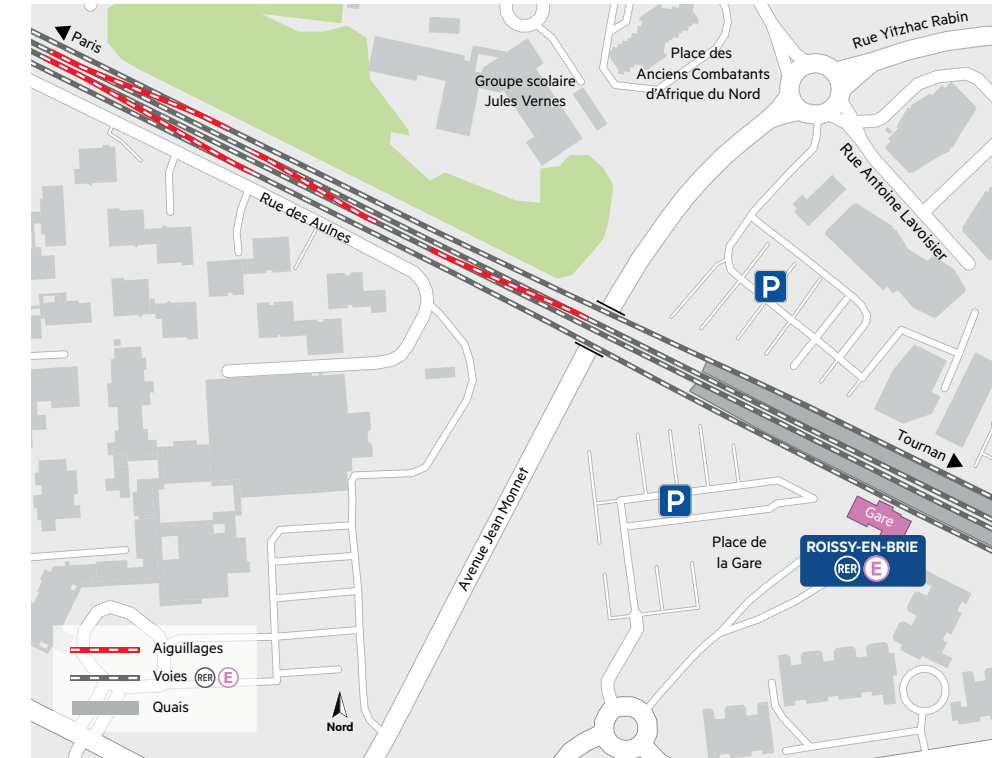 Paris
Rue Yitzhac Rabin
Place des
Anciens Combatants
d'Afrique du Nord
Groupe scolaire
Jules Vernes
Rue Antoine Lavoisier
Rue des Aulnes
P
Tournan
P
Avenue Jean Monnet
Gare
Place de
la Gare
ROISSY-EN-BRIE
RER E
Aiguillages
Voies RER E
Quais
Nord